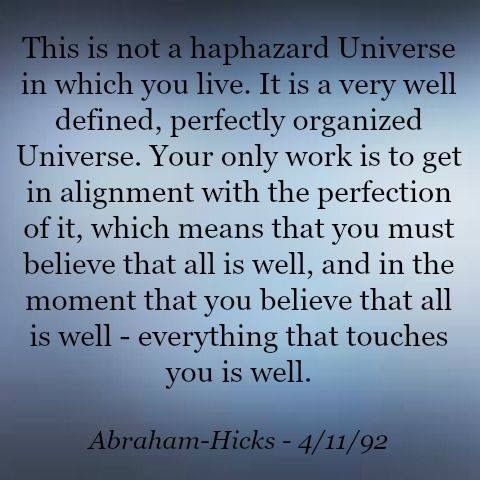 This is not a haphazard Universe
in which you live. It is a very well
defined, perfectly organized
Universe. Your only work is to get
in alignment with the perfection
of it, which means that you must
believe that all is well, and in the
moment that you believe that all
is well - everything that touches
you is well.
Abraham-Hicks - 4/11/92